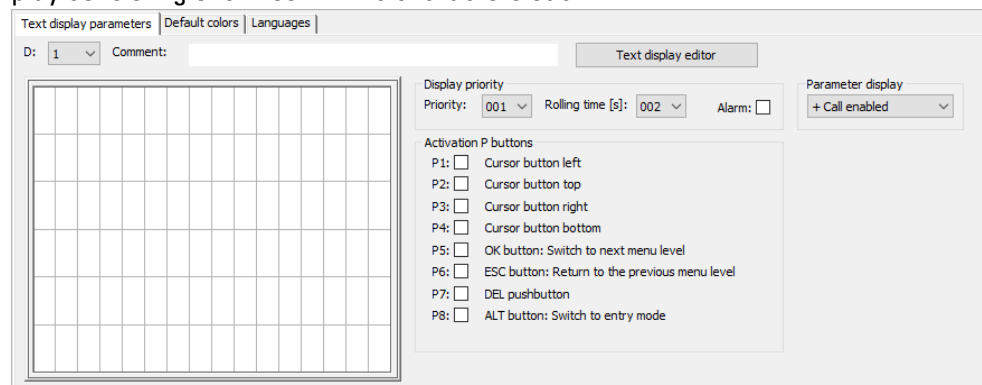 Text display parameters Default colors Languages
D: 1 Comment: Text display editor
Display priority
Priority: 001 Rolling time [s]: 002 Alarm:
Parameter display
+ Call enabled
Activation P buttons
P1: Cursor button left
P2: Cursor button top
P3: Cursor button right
P4: Cursor button bottom
P5: OK button: Switch to next menu level
P6: ESC button: Return to the previous menu level
P7: DEL pushbutton
P8: ALT button: Switch to entry mode